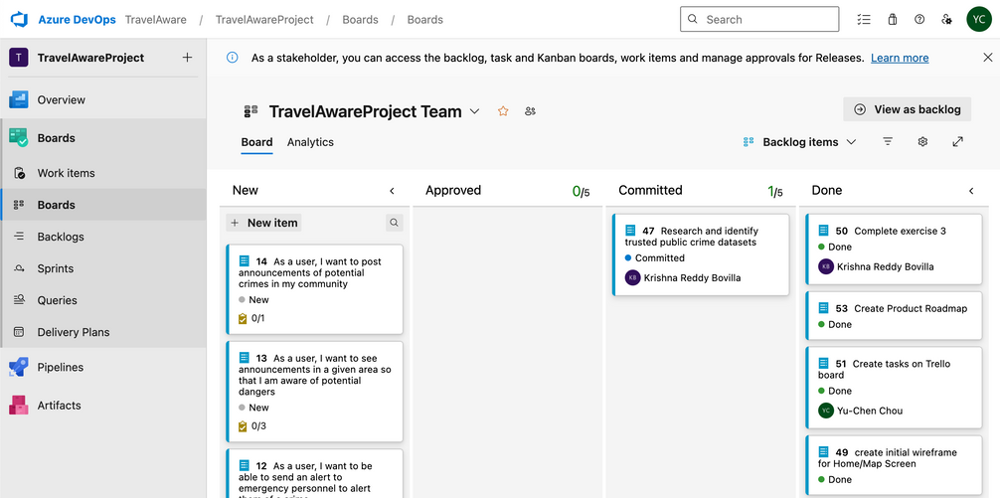 Azure DevOps TravelAware / TravelAwareProject / Boards / Boards
Search
YC
T TravelAwareProject +
As a stakeholder, you can access the backlog, task and Kanban boards, work items and manage approvals for Releases. Learn more
Overview
Boards
Work items
Boards
Backlogs
Sprints
Queries
Delivery Plans
Pipelines
Artifacts
TravelAwareProject Team
View as backlog
Board Analytics
Backlog items
New
+ New item
14 As a user, I want to post
announcements of potential
crimes in my community
New
0/1
13 As a user, I want to see
announcements in a given area so
that I am aware of potential
dangers
New
0/3
12 As a user, I want to be
able to send an alert to
emergency personnel to alert
them of a crime
Approved 0/5
Committed 1/5
47 Research and identify
trusted public crime datasets
Committed
KB Krishna Reddy Bovilla
Done
50 Complete exercise 3
Done
KB Krishna Reddy Bovilla
53 Create Product Roadmap
Done
51 Create tasks on Trello
board
Done
YC Yu-Chen Chou
49 create initial wireframe
for Home/Map Screen
Done